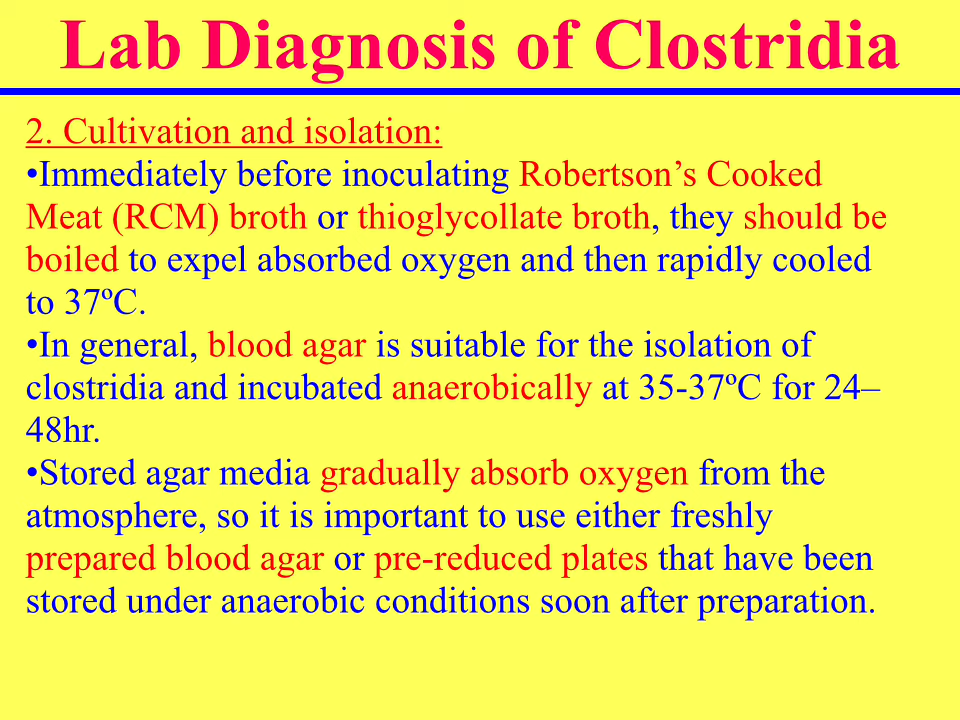 Lab Diagnosis of Clostridia
2. Cultivation and isolation:
•Immediately before inoculating Robertson’s Cooked
Meat (RCM) broth or thioglycollate broth, they should be
boiled to expel absorbed oxygen and then rapidly cooled
to 37ºC.
•In general, blood agar is suitable for the isolation of
clostridia and incubated anaerobically at 35-37ºC for 24–
48hr.
•Stored agar media gradually absorb oxygen from the
atmosphere, so it is important to use either freshly
prepared blood agar or pre-reduced plates that have been
stored under anaerobic conditions soon after preparation.